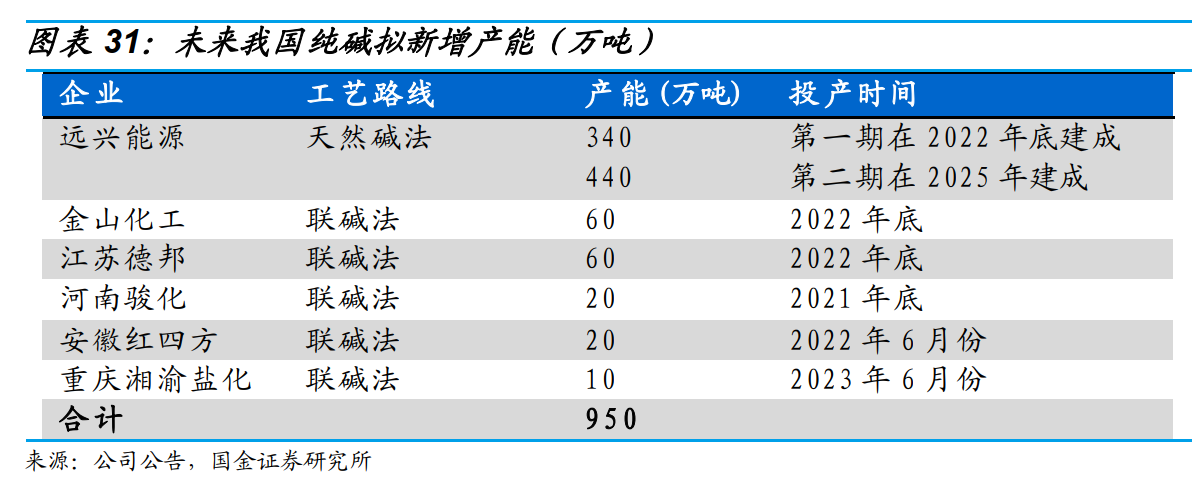 图表 31：未来我国纯碱拟新增产能（万吨）
企业 工艺路线 产能(万吨) 投产时间
远兴能源 天然碱法 340 第一期在 2022 年底建成
440 第二期在 2025 年建成
金山化工 联碱法 60 2022 年底
江苏德邦 联碱法 60 2022 年底
河南骏化 联碱法 20 2021 年底
安徽红四方 联碱法 20 2022 年 6 月份
重庆湘渝盐化 联碱法 10 2023 年 6 月份
合计 950
来源：公司公告，国金证券研究所